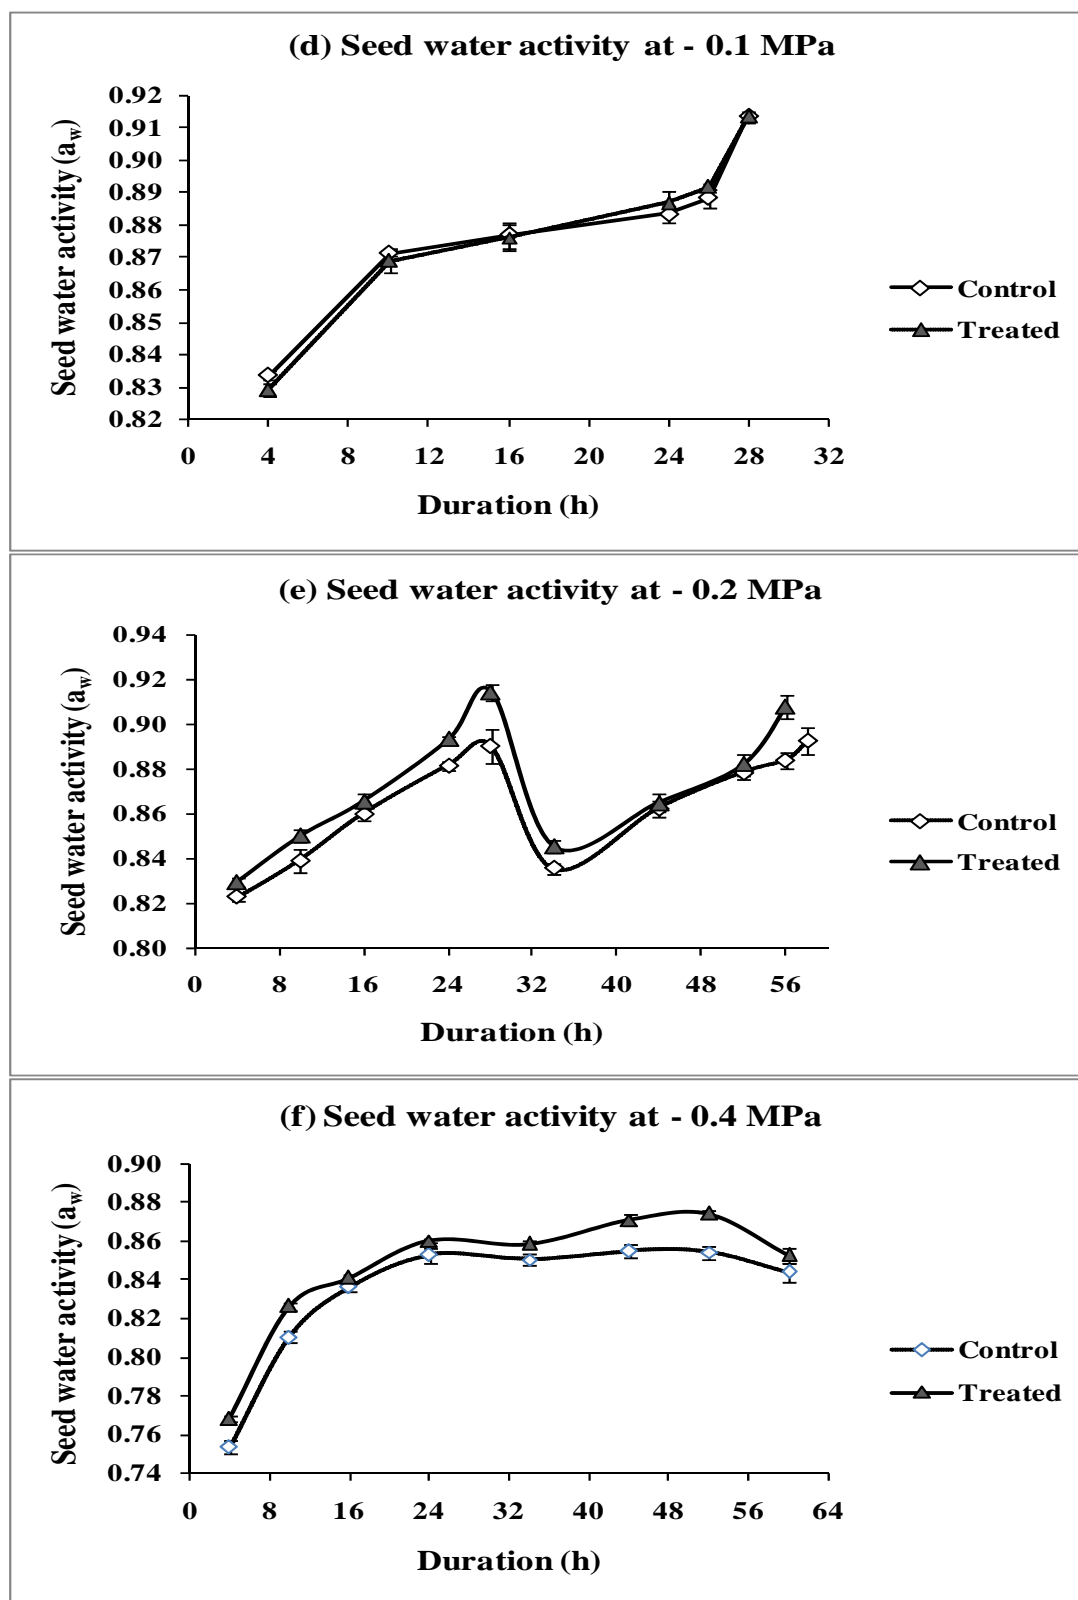 (d) Seed water activity at - 0.1 MPa
Seed water activity (aw)
0.92
0.91
0.90
0.89
0.88
0.87
0.86
0.85
0.84
0.83
0.82
0 4 8 12 16 20 24 28 32
Duration (h)
Control
Treated
(e) Seed water activity at - 0.2 MPa
Seed water activity (aw)
0.94
0.92
0.90
0.88
0.86
0.84
0.82
0.80
0 8 16 24 32 40 48 56
Duration (h)
Control
Treated
(f) Seed water activity at - 0.4 MPa
Seed water activity (aw)
0.90
0.88
0.86
0.84
0.82
0.80
0.78
0.76
0.74
0 8 16 24 32 40 48 56 64
Duration (h)
Control
Treated